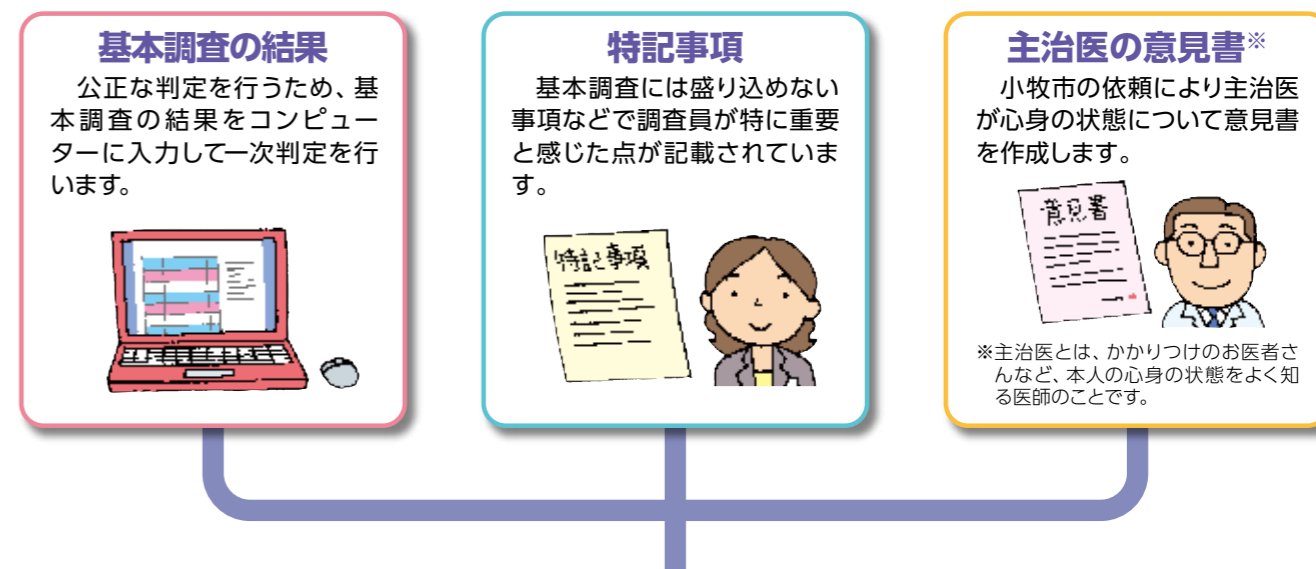 基本調査の結果
公正な判定を行うため、基
本調査の結果をコンピュー
ターに入力して一次判定を行
います。
特記事項
基本調査には盛り込めない
事項などで調査員が特に重要
と感じた点が記載されていま
す。
特記事項
主治医の意見書※
小牧市の依頼により主治医
が心身の状態について意見書
を作成します。
意見書
※主治医とは、かかりつけのお医者さ
んなど、本人の心身の状態をよく知
る医師のことです。